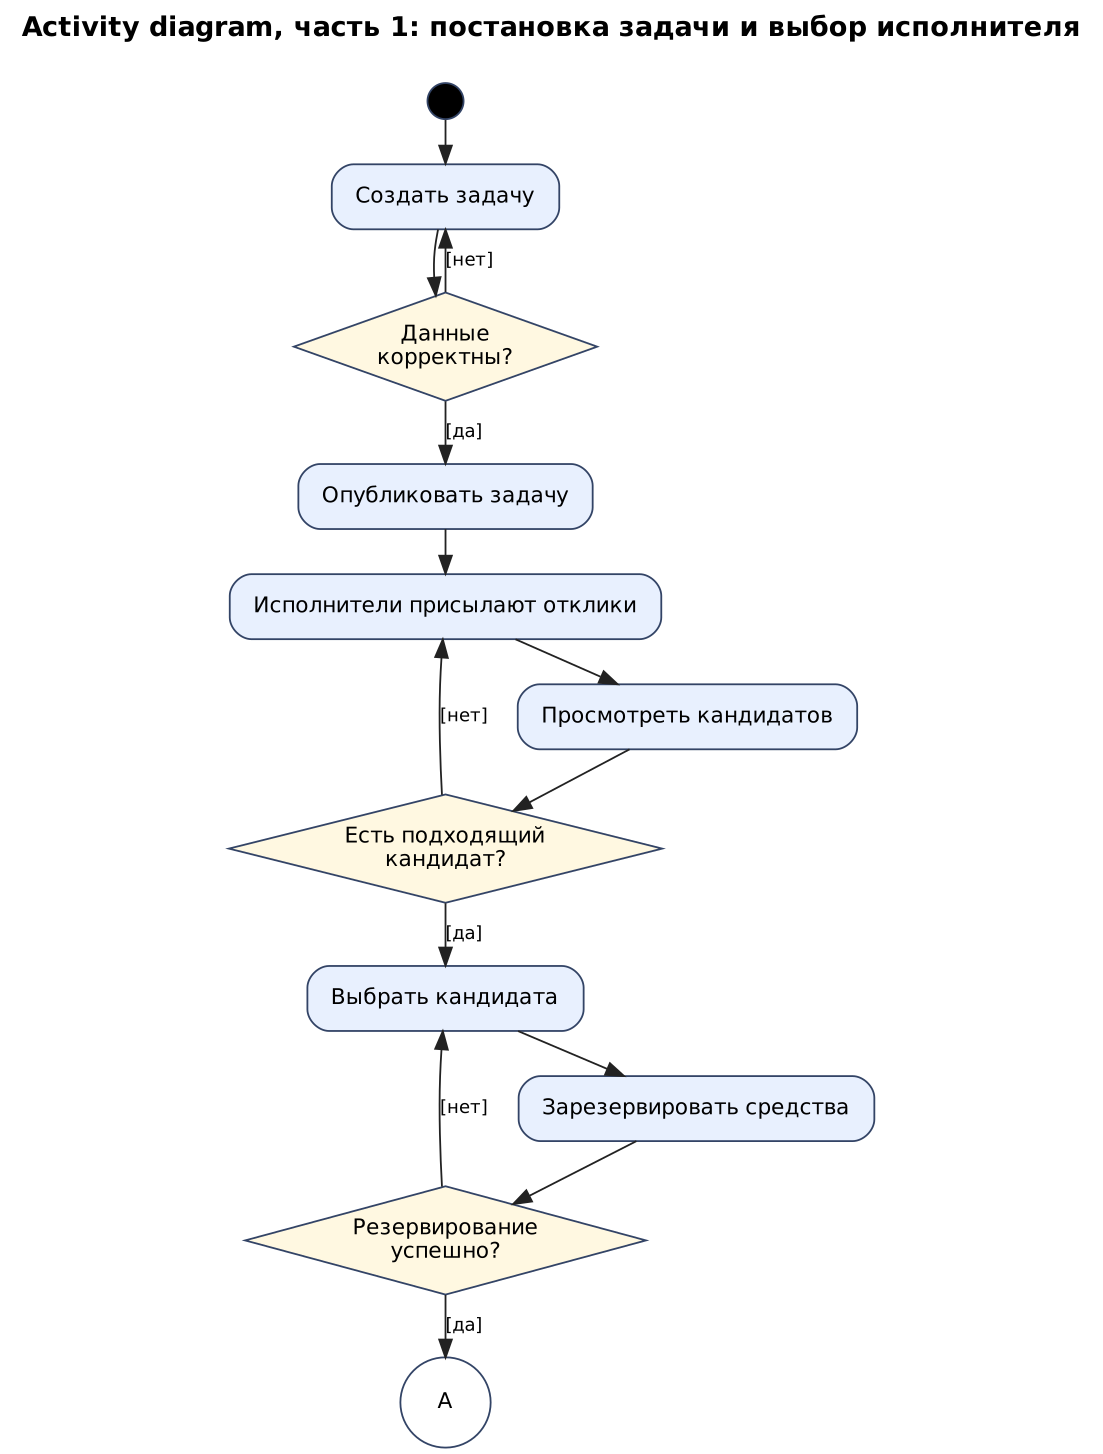 Activity diagram, часть 1: постановка задачи и выбор исполнителя
Создать задачу
[нет]
Данные
корректны?
[да]
Опубликовать задачу
Исполнители присылают отклики
[нет]
Просмотреть кандидатов
Есть подходящий
кандидат?
[да]
Выбрать кандидата
[нет]
Зарезервировать средства
Резервирование
успешно?
[да]
A